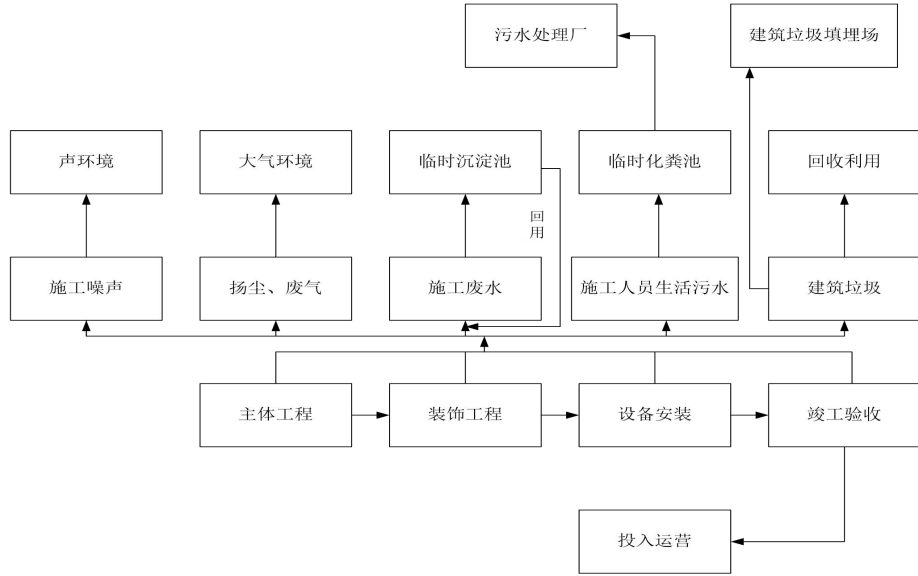 污水处理厂
建筑垃圾填埋场
声环境
大气环境
临时沉淀池
临时化粪池
回收利用
回用
施工噪声
扬尘、废气
施工废水
施工人员生活污水
建筑垃圾
主体工程
装饰工程
设备安装
竣工验收
投入运营